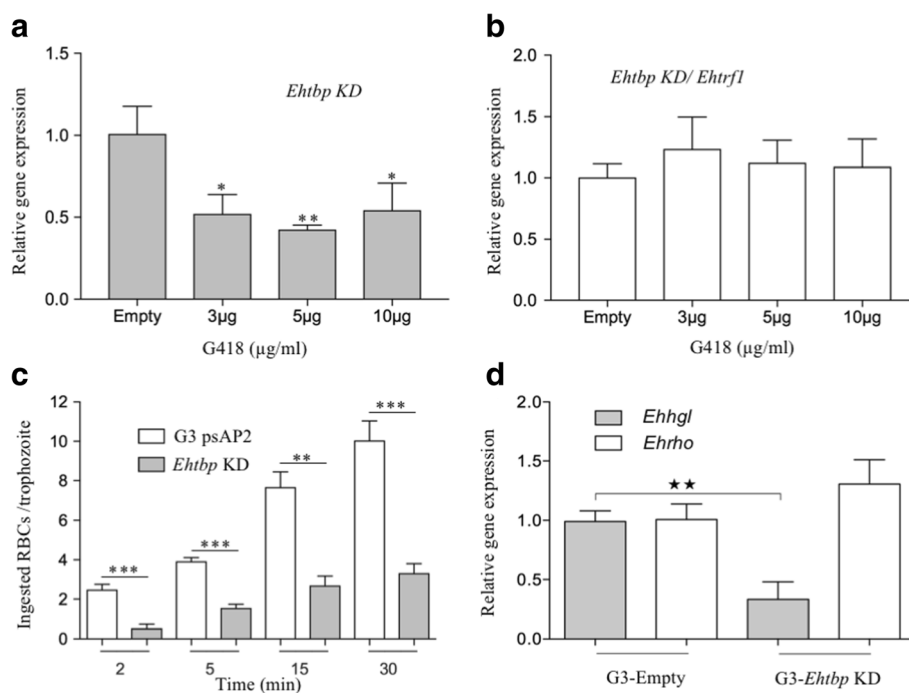 a
1.5
1.0
0.5
0.0
Relative gene expression
Ehtbp KD
*
**
*
Empty 3µg 5µg 10µg
G418 (µg/ml)
b
2.0
1.5
1.0
0.5
0.0
Relative gene expression
Ehtbp KD/ Ehtrf1
Empty 3µg 5µg 10µg
G418 (µg/ml)
c
12
10
8
6
4
2
0
Ingested RBCs /trophozoite
G3 psAP2
Ehtbp KD
***
***
**
***
2 5 15 30
Time (min)
d
2.0
1.5
1.0
0.5
0.0
Relative gene expression
Ehhgl
Ehrho
★★
G3-Empty G3-Ehtbp KD